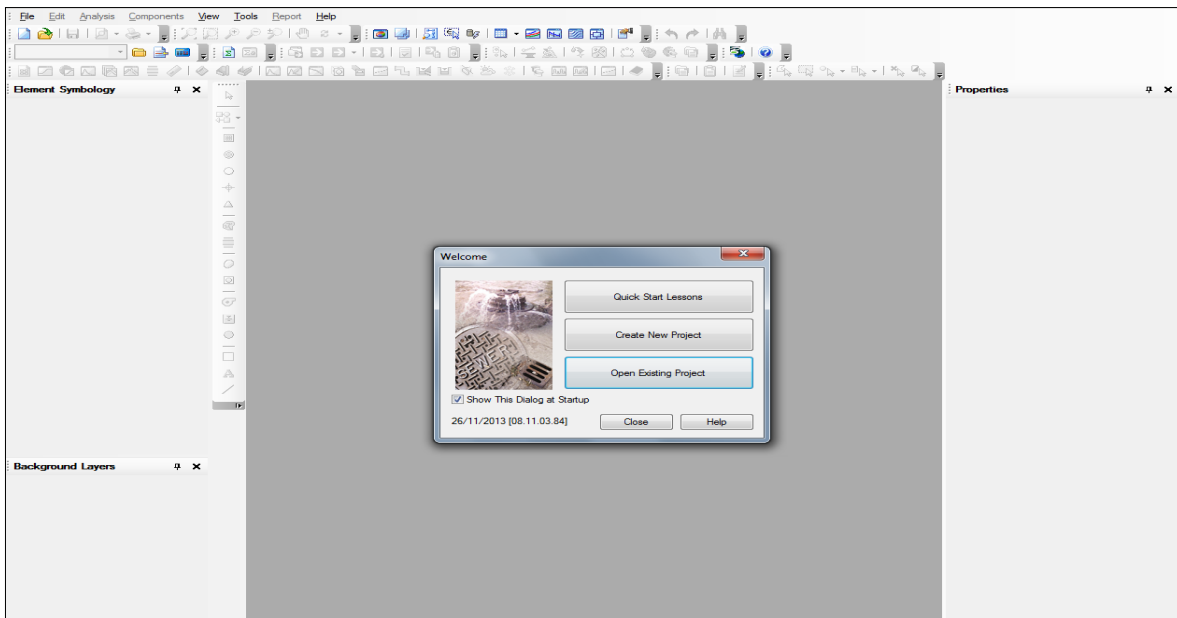 File Edit Analysis Components View Tools Report Help
Element Symbology
Properties
Welcome
Quick Start Lessons
Create New Project
SEWER
Open Existing Project
Show This Dialog at Startup
26/11/2013 [08.11.03.84] Close Help
Background Layers